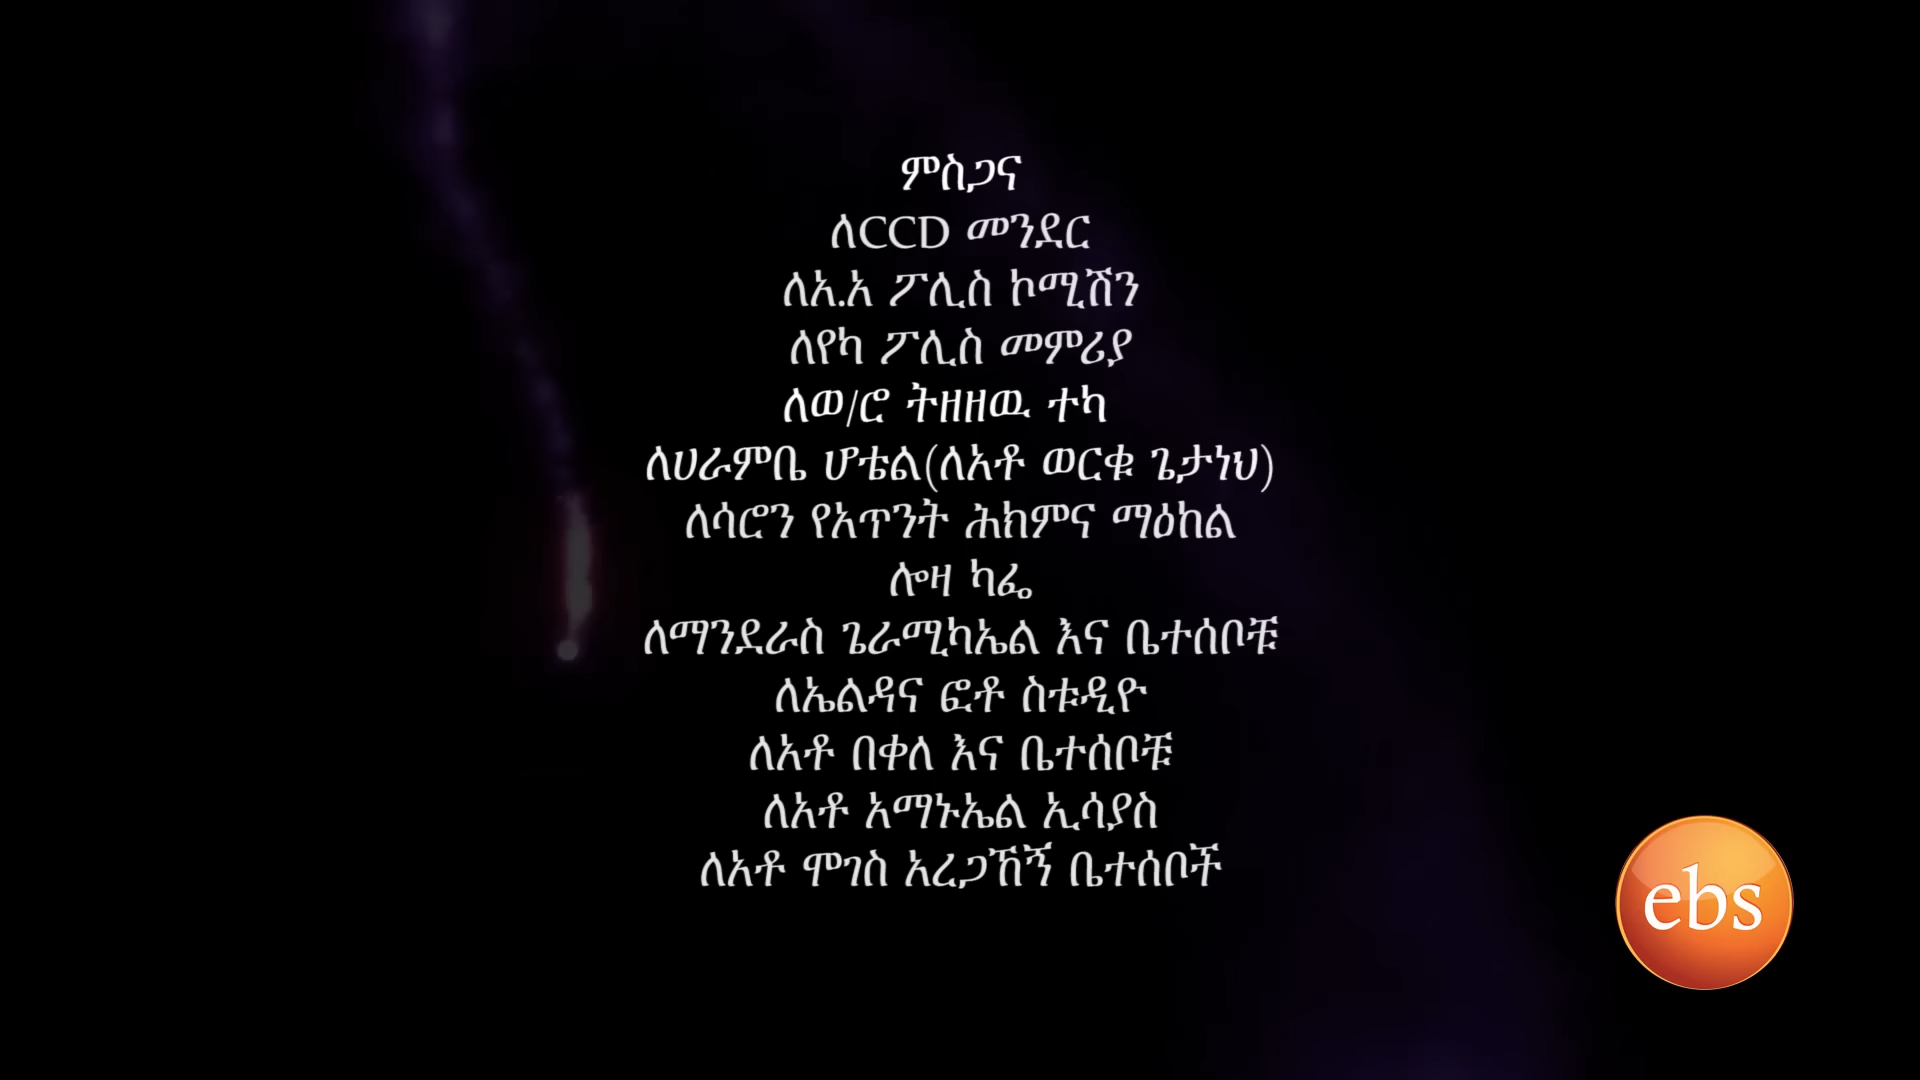 ምስጋና
ለCCD መንደር
ለአ.አ ፖሊስ ኮሚሽን
ለየካ ፖሊስ መምሪያ
ለወ/ሮ ትዘዘዉ ተካ
ለሀራምቤ ሆቴል(ለአቶ ወርቁ ጌታነህ)
ለሳሮን የአጥንት ሕክምና ማዕከል
ሎዛ ካፌ
ለማንደራስ ጌራሚካኤል እና ቤተሰቦቹ
ለኤልዳና ፎቶ ስቱዲዮ
ለአቶ በቀለ እና ቤተሰቦቹ
ለአቶ አማኑኤል ኢሳያስ
ለአቶ ሞገስ አረጋኸኝ ቤተሰቦች
ebs